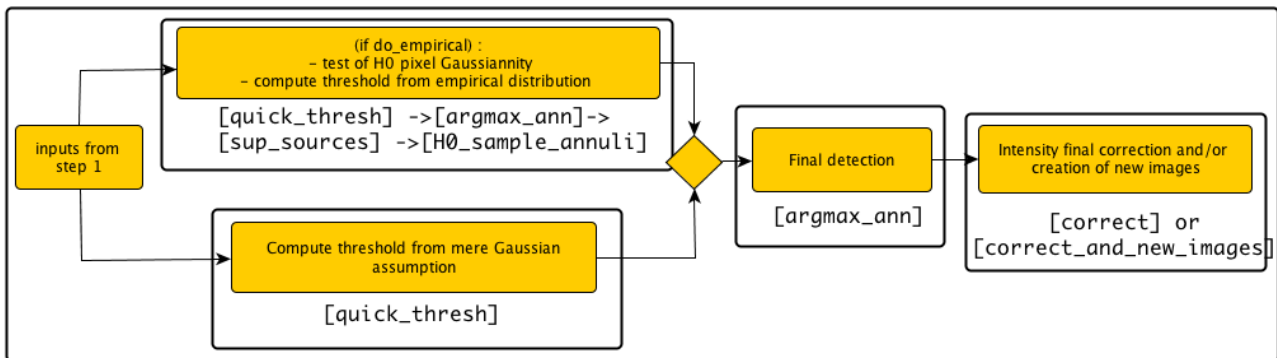 (if do_empirical) :
- test of H0 pixel Gaussiannity
- compute threshold from empirical distribution
[quick_thresh] ->[argmax_ann]->
[sup_sources] ->[H0_sample_annuli]
inputs from
step 1
Final detection
[argmax_ann]
Intensity final correction and/or
creation of new images
[correct] or
[correct_and_new_images]
Compute threshold from mere Gaussian
assumption
[quick_thresh]